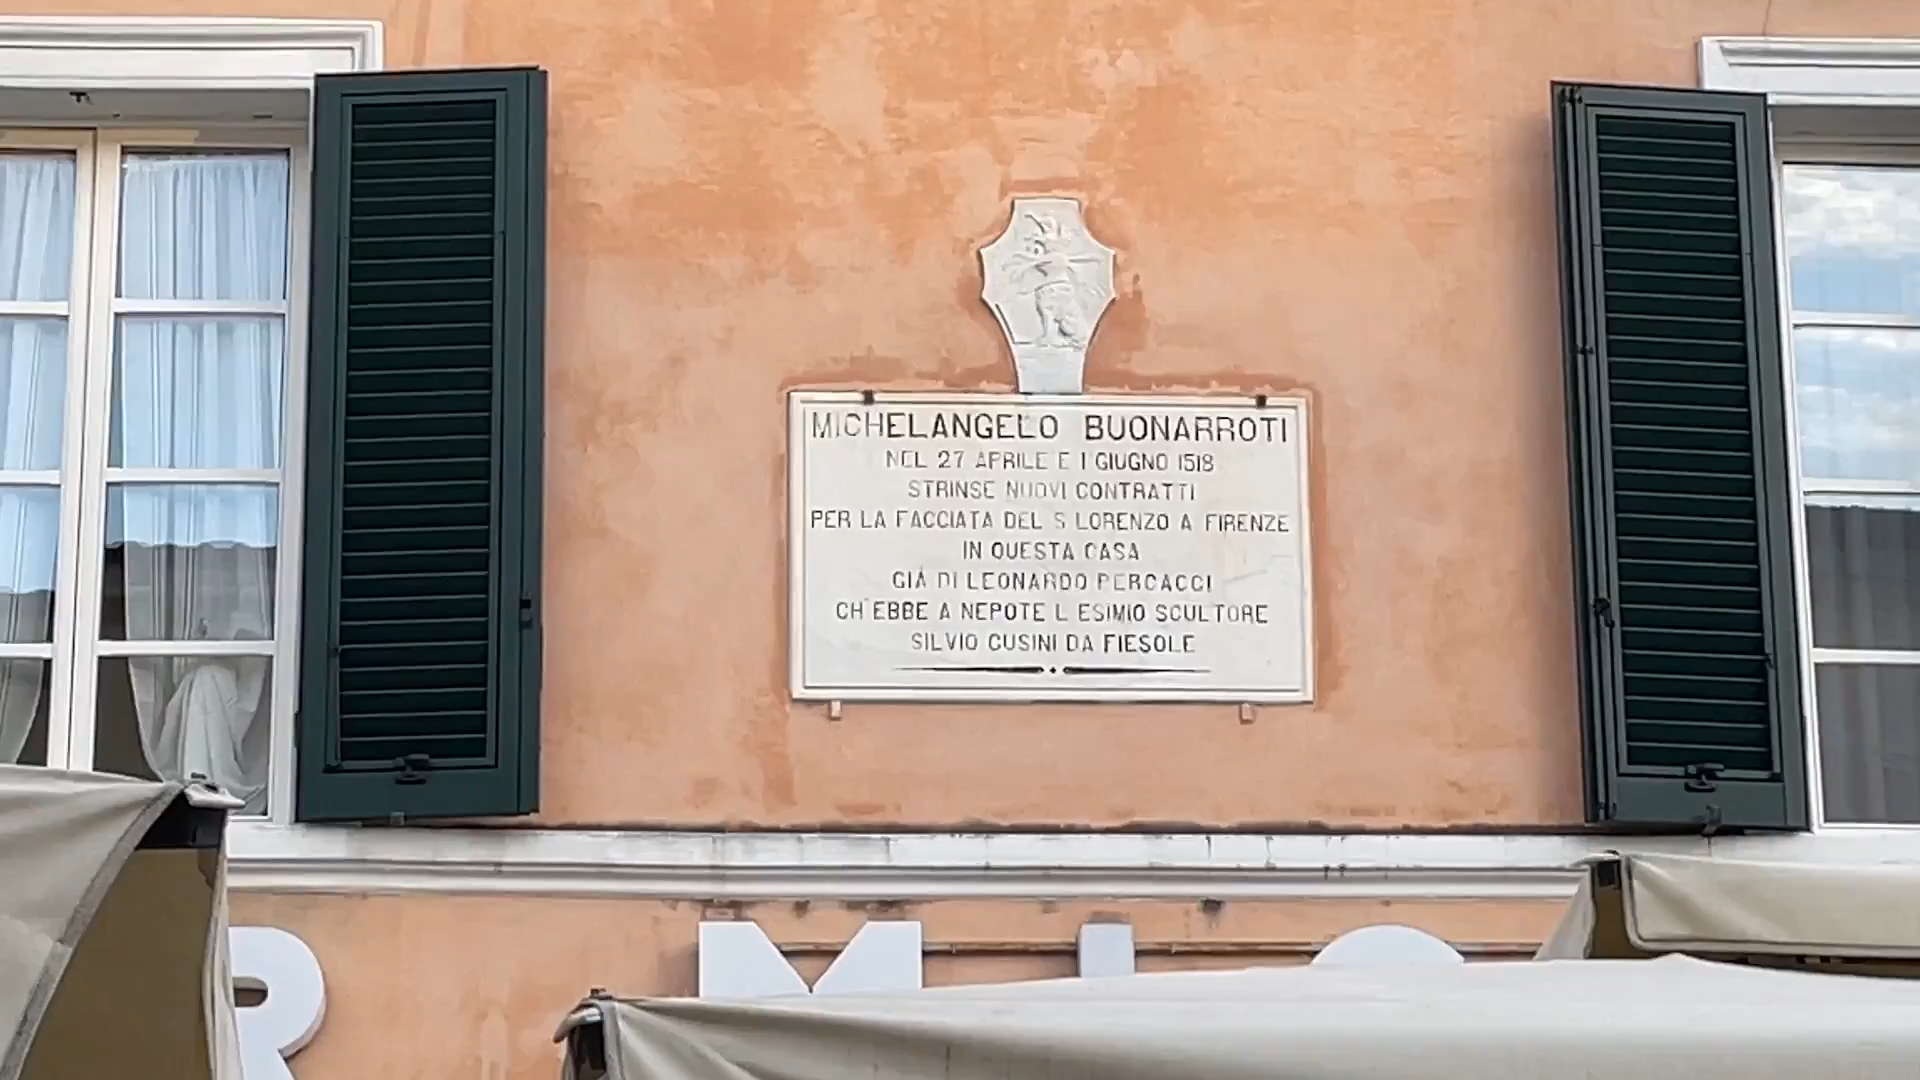 MICHELANGELO BUONARROTI
NEL 27 APRILE E 1 GIUGNO 1518
STRINSE NUOVI CONTRATTI
PER LA FACCIATA DEL S LORENZO A FIRENZE
IN QUESTA CASA
GIÀ DI LEONARDO PERCACCI
CH'EBBE A NEPOTE L ESIMIO SCULTORE
SILVIO CUSINI DA FIESOLE